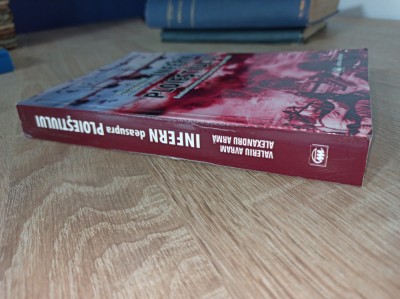 VALERIU AVRAM
ALEXANDRU ARMĂ
INFERN deasupra PLOIEȘTIULUI